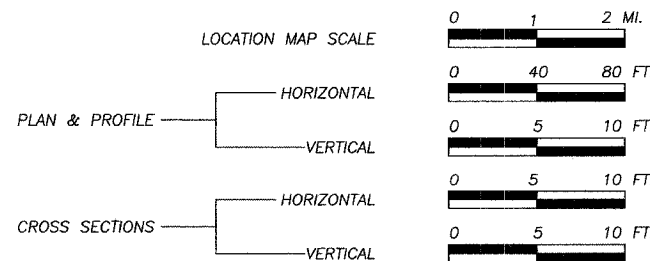 LOCATION MAP SCALE 0 1 2 MI.
HORIZONTAL 0 40 80 FT
PLAN & PROFILE
VERTICAL 0 5 10 FT
HORIZONTAL 0 5 10 FT
CROSS SECTIONS
VERTICAL 0 5 10 FT